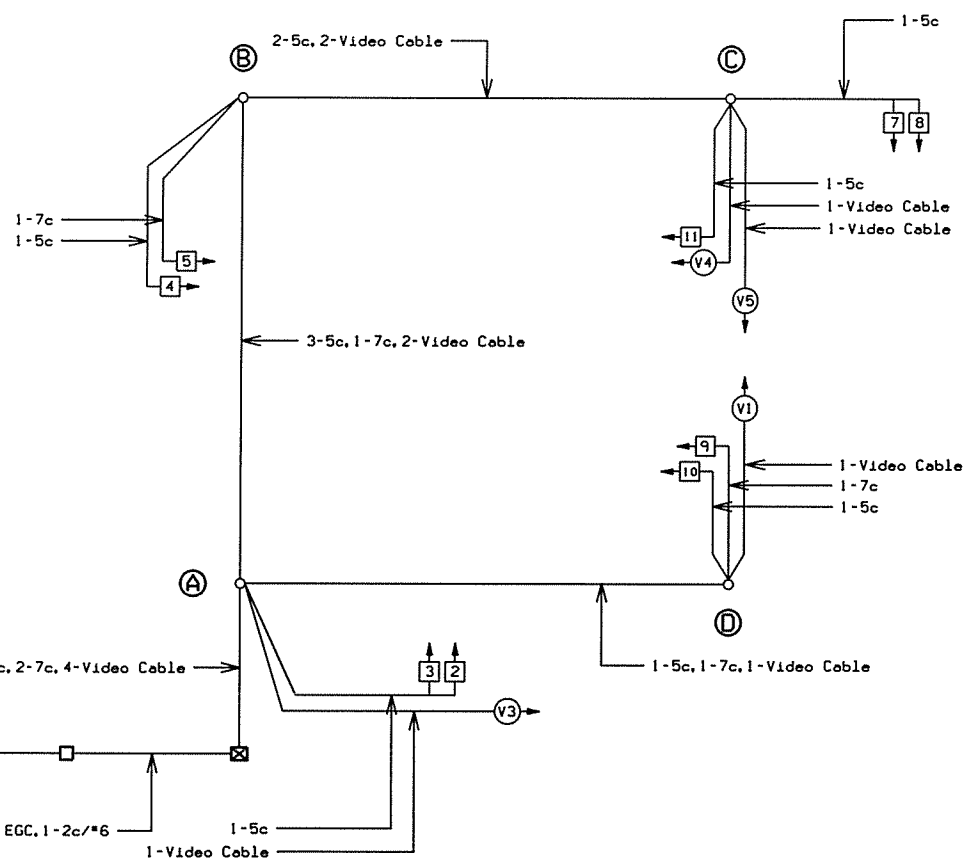 1-5c
2-5c, 2-Video Cable
B
C
7 8
1-5c
1-7c
1-Video Cable
1-5c
1-Video Cable
11
5
V4
4
V5
3-5c, 1-7c, 2-Video Cable
V1
9
1-Video Cable
10
1-7c
1-5c
A
D
c, 2-7c, 4-Video Cable
3 2
1-5c, 1-7c, 1-Video Cable
V3
EGC, 1-2c/#6
1-5c
1-Video Cable